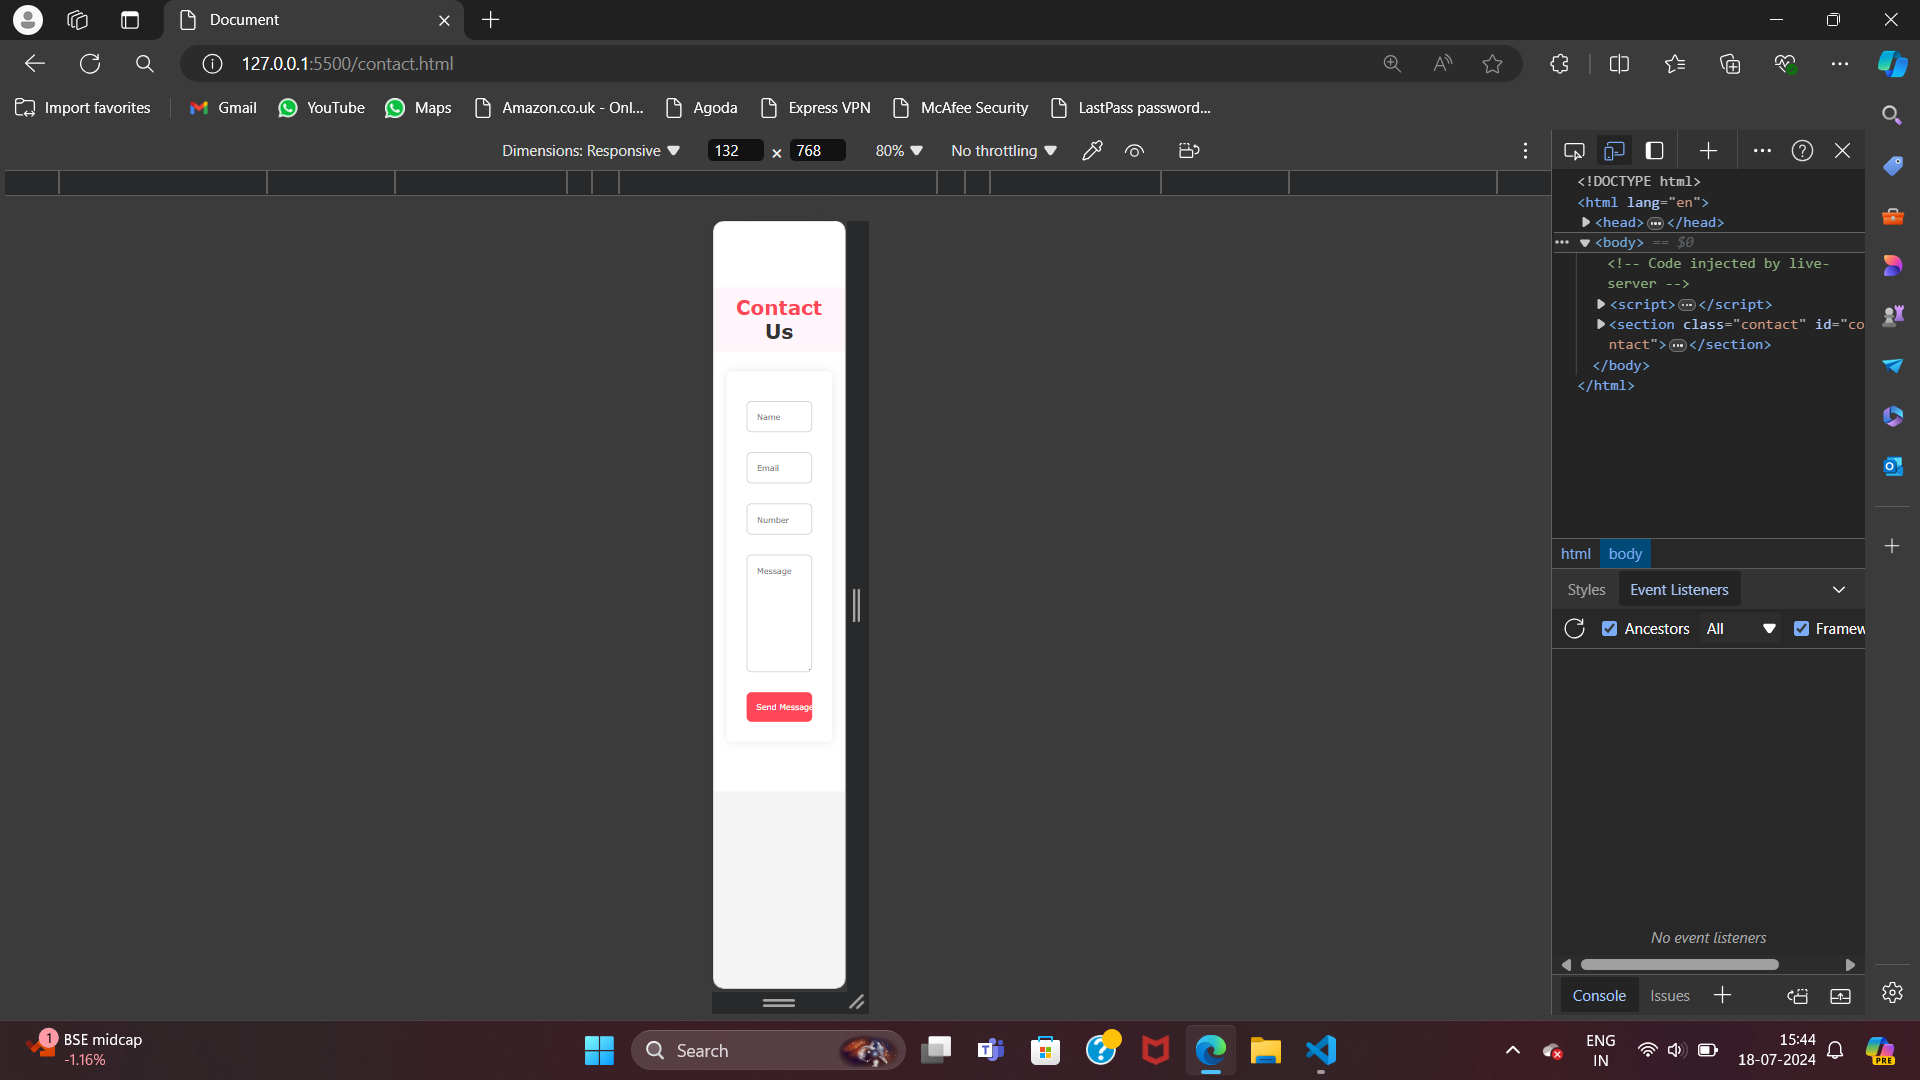 Document
127.0.0.1:5500/contact.html
Import favorites
Gmail
YouTube
Maps
Amazon.co.uk - Onl...
Agoda
Express VPN
McAfee Security
LastPass password...
Dimensions: Responsive
132
×
768
80%
No throttling
Contact
Us
Name
Email
Number
Message
Send Message
<!DOCTYPE html>
<html lang="en">
<head>
</head>
<body> == $0
<!-- Code injected by live-
server -->
<script>
</script>
<section class="contact" id="co
ntact">
</section>
</body>
</html>
html
body
Styles
Event Listeners
Ancestors
All
Framew
No event listeners
Console
Issues
1
BSE midcap
-1.16%
Search
ENG
IN
15:44
18-07-2024
PRE